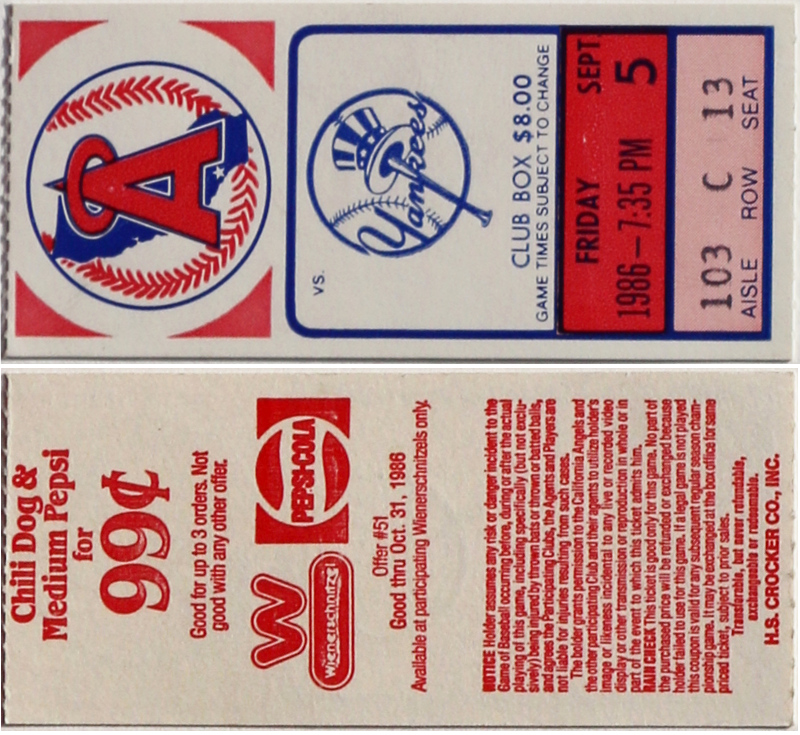 A
vs.
Yankees
CLUB BOX $8.00
GAME TIMES SUBJECT TO CHANGE
FRIDAY SEPT.
1986–7:35 PM 5
103 C 13
AISLE ROW SEAT
Chili Dog &
Medium Pepsi
for
99¢
Good for up to 3 orders. Not
good with any other offer.
Wienerschnitzel
PEPSI-COLA
Offer #51
Good thru Oct. 31, 1986
Available at participating Wienerschnitzels only.
NOTICE Holder assumes any risk or danger incident to the
Game of Baseball occurring before, during or after the actual
playing of this game, including specifically (but not exclu-
sively) being injured by thrown bats or thrown or batted balls,
and agrees the Participating Clubs, the Agents and Players are
not liable for injuries resulting from such cases.
The bolder grants permission to the California Angels and
the other participating Club and their agents to utilize holder's
image or likeness incidental to any live or recorded video
display or other transmission or reproduction in whole or in
part of the event to which this ticket admits him.
RAIN CHECK This ticket is good only for this game. No part of
the purchased price will be refunded or exchanged because
holder failed to use for this game. If a legal game is not played
this coupon is valid for any subsequent regular season cham-
pionship game. It may be exchanged at the box office for same
priced ticket, subject to prior sales.
Transferable, but never refundable,
exchangable or redeemable.
H.S. CROCKER CO., INC.